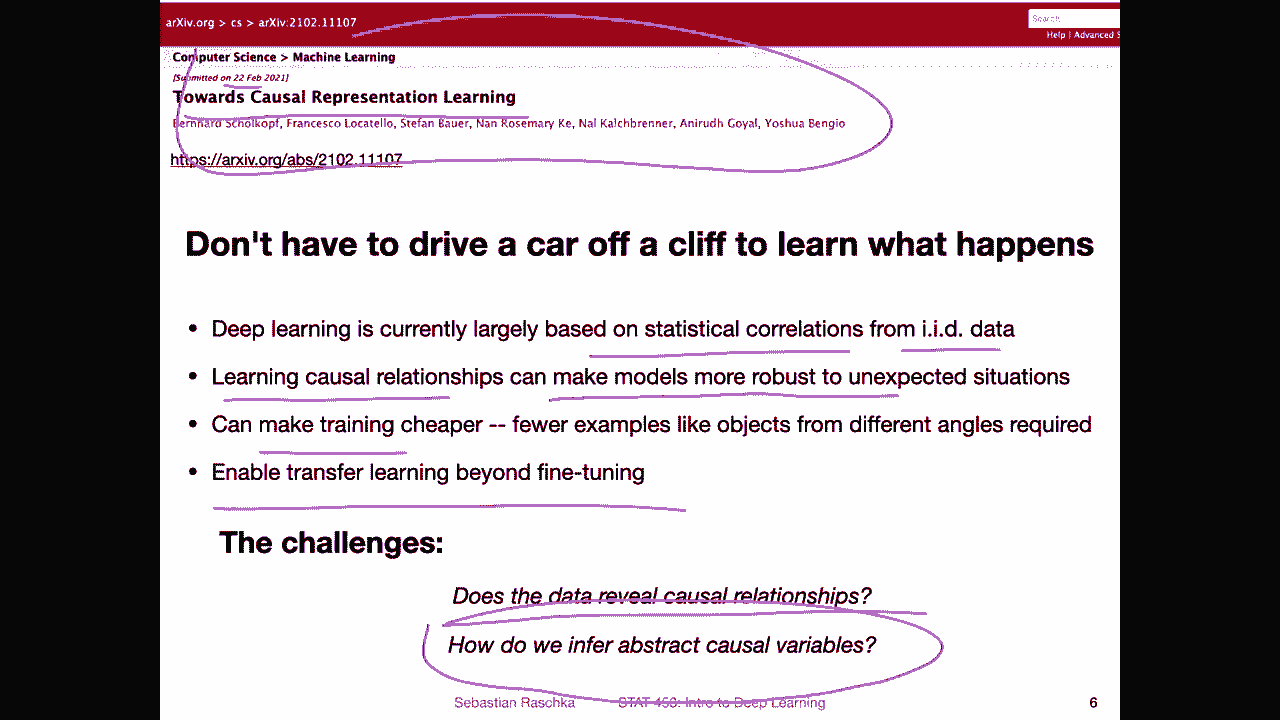 arXiv.org > cs > arXiv:2102.11107
Search
Help | Advanced S
Computer Science > Machine Learning
[Submitted on 22 Feb 2021]
Towards Causal Representation Learning
Bernhard Schölkopf, Francesco Locatello, Stefan Bauer, Nan Rosemary Ke, Nal Kalchbrenner, Anirudh Goyal, Yoshua Bengio
https://arxiv.org/abs/2102.11107
Don't have to drive a car off a cliff to learn what happens
• Deep learning is currently largely based on statistical correlations from i.i.d. data
• Learning causal relationships can make models more robust to unexpected situations
• Can make training cheaper -- fewer examples like objects from different angles required
• Enable transfer learning beyond fine-tuning
The challenges:
Does the data reveal causal relationships?
How do we infer abstract causal variables?
Sebastian Raschka STAT 453: Intro to Deep Learning 6